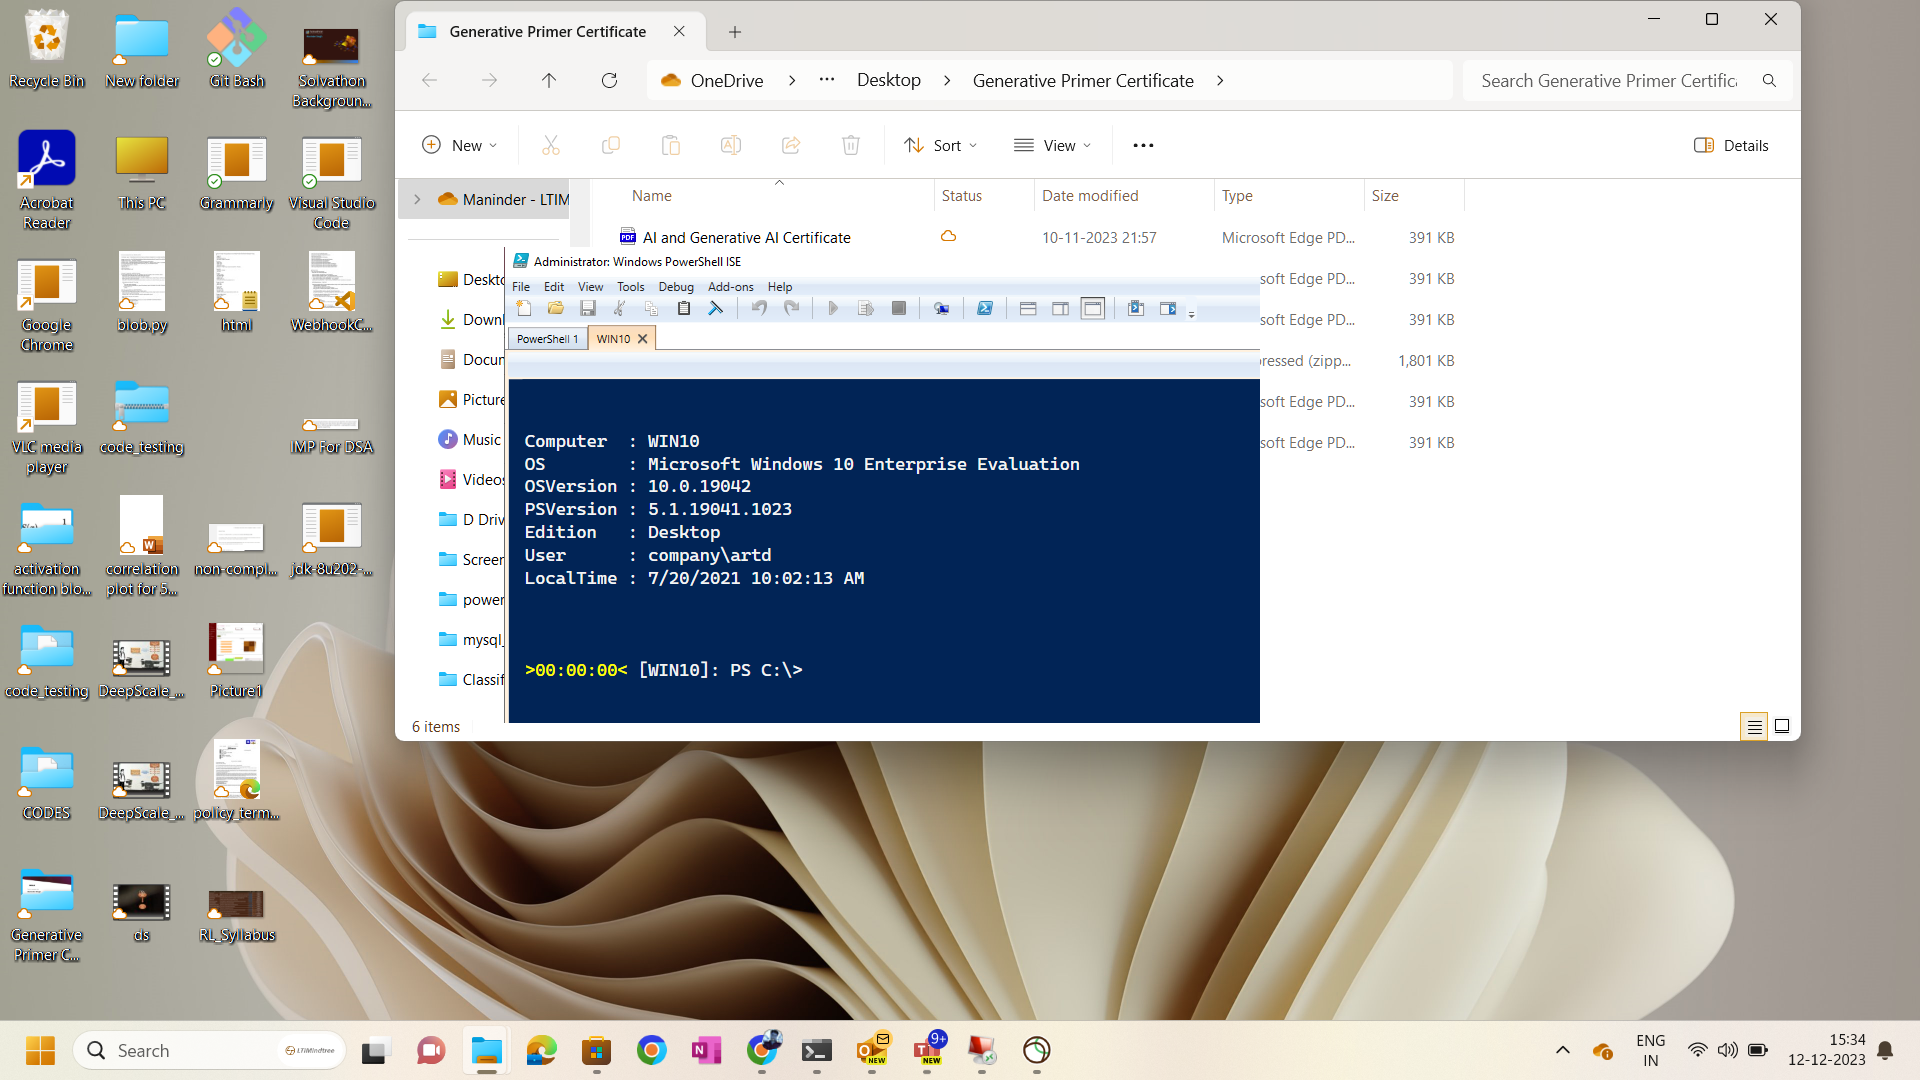 Recycle Bin
New folder
Git Bash
Solvathon
Backgroun...
Acrobat
Reader
This PC
Grammarly
Visual Studio
Code
Google
Chrome
blob.py
html
WebhookC...
VLC media
player
code_testing
IMP For DSA
activation
function blo...
correlation
plot for 5...
non-compl...
jdk-8u202-...
code_testing
DeepScale_...
Picture1
CODES
DeepScale_...
policy_term...
Generative
Primer C...
ds
RL_Syllabus
Generative Primer Certificate
OneDrive > ... Desktop > Generative Primer Certificate >
Search Generative Primer Certific
New
Sort
View
...
Details
Maninder - LTIM
Name
Status
Date modified
Type
Size
AI and Generative AI Certificate
10-11-2023 21:57
Microsoft Edge PD...
391 KB
soft Edge PD...
391 KB
soft Edge PD...
391 KB
ressed (zipp...
1,801 KB
soft Edge PD...
391 KB
soft Edge PD...
391 KB
Deskto
Downl
Docum
Picture
Music
Videos
D Driv
Screen
power
mysql_
Classif
6 items
Administrator: Windows PowerShell ISE
File Edit View Tools Debug Add-ons Help
PowerShell 1
WIN10
Computer : WIN10
OS : Microsoft Windows 10 Enterprise Evaluation
OSVersion : 10.0.19042
PSVersion : 5.1.19041.1023
Edition : Desktop
User : company\artd
LocalTime : 7/20/2021 10:02:13 AM
>00:00:00< [WIN10]: PS C:\>
Search
LTIMindtree
NEW
9+
NEW
ENG
IN
15:34
12-12-2023